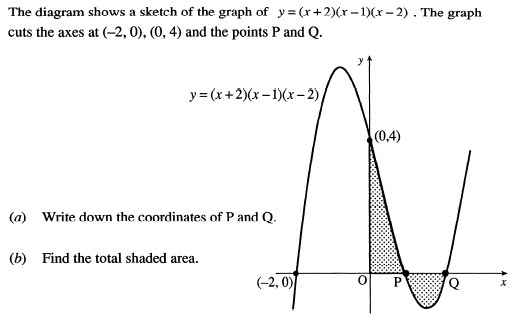 The diagram shows a sketch of the graph of y = (x + 2)(x − 1)(x − 2) . The graph
cuts the axes at (–2, 0), (0, 4) and the points P and Q.
y
y = (x + 2)(x − 1)(x − 2)
(0,4)
(a) Write down the coordinates of P and Q.
(b) Find the total shaded area.
(–2, 0) O P Q x